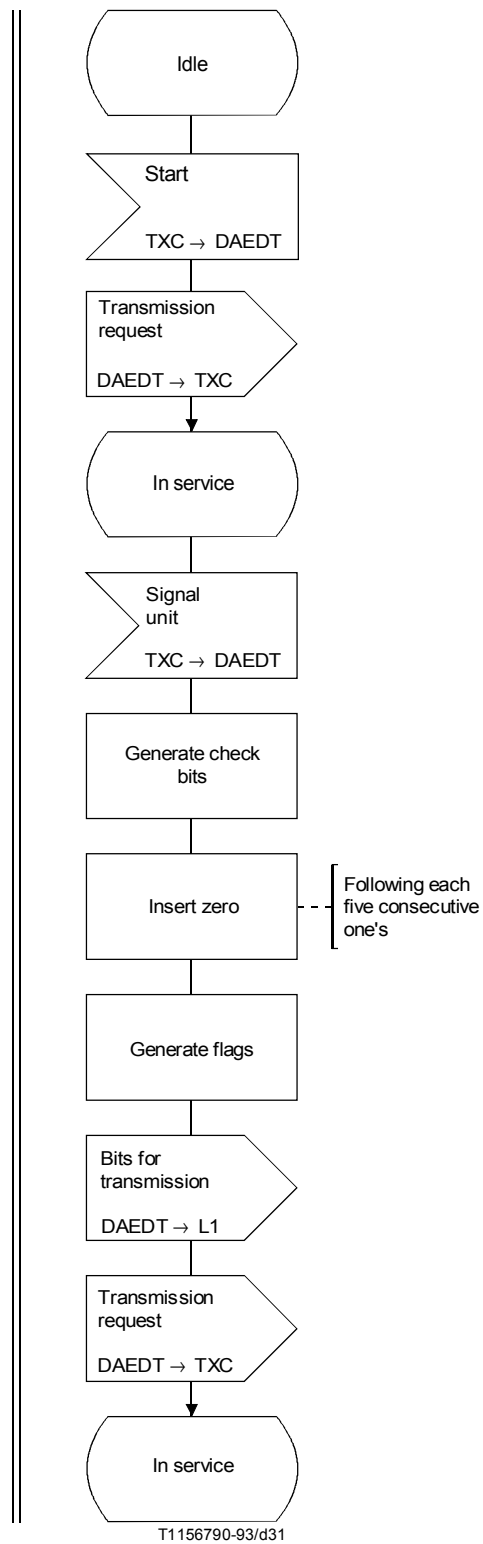 Idle
Start
TXC → DAEDT
Transmission
request
DAEDT → TXC
In service
Signal
unit
TXC → DAEDT
Generate check
bits
Insert zero
Following each
five consecutive
one's
Generate flags
Bits for
transmission
DAEDT → L1
Transmission
request
DAEDT → TXC
In service
T1156790-93/d31